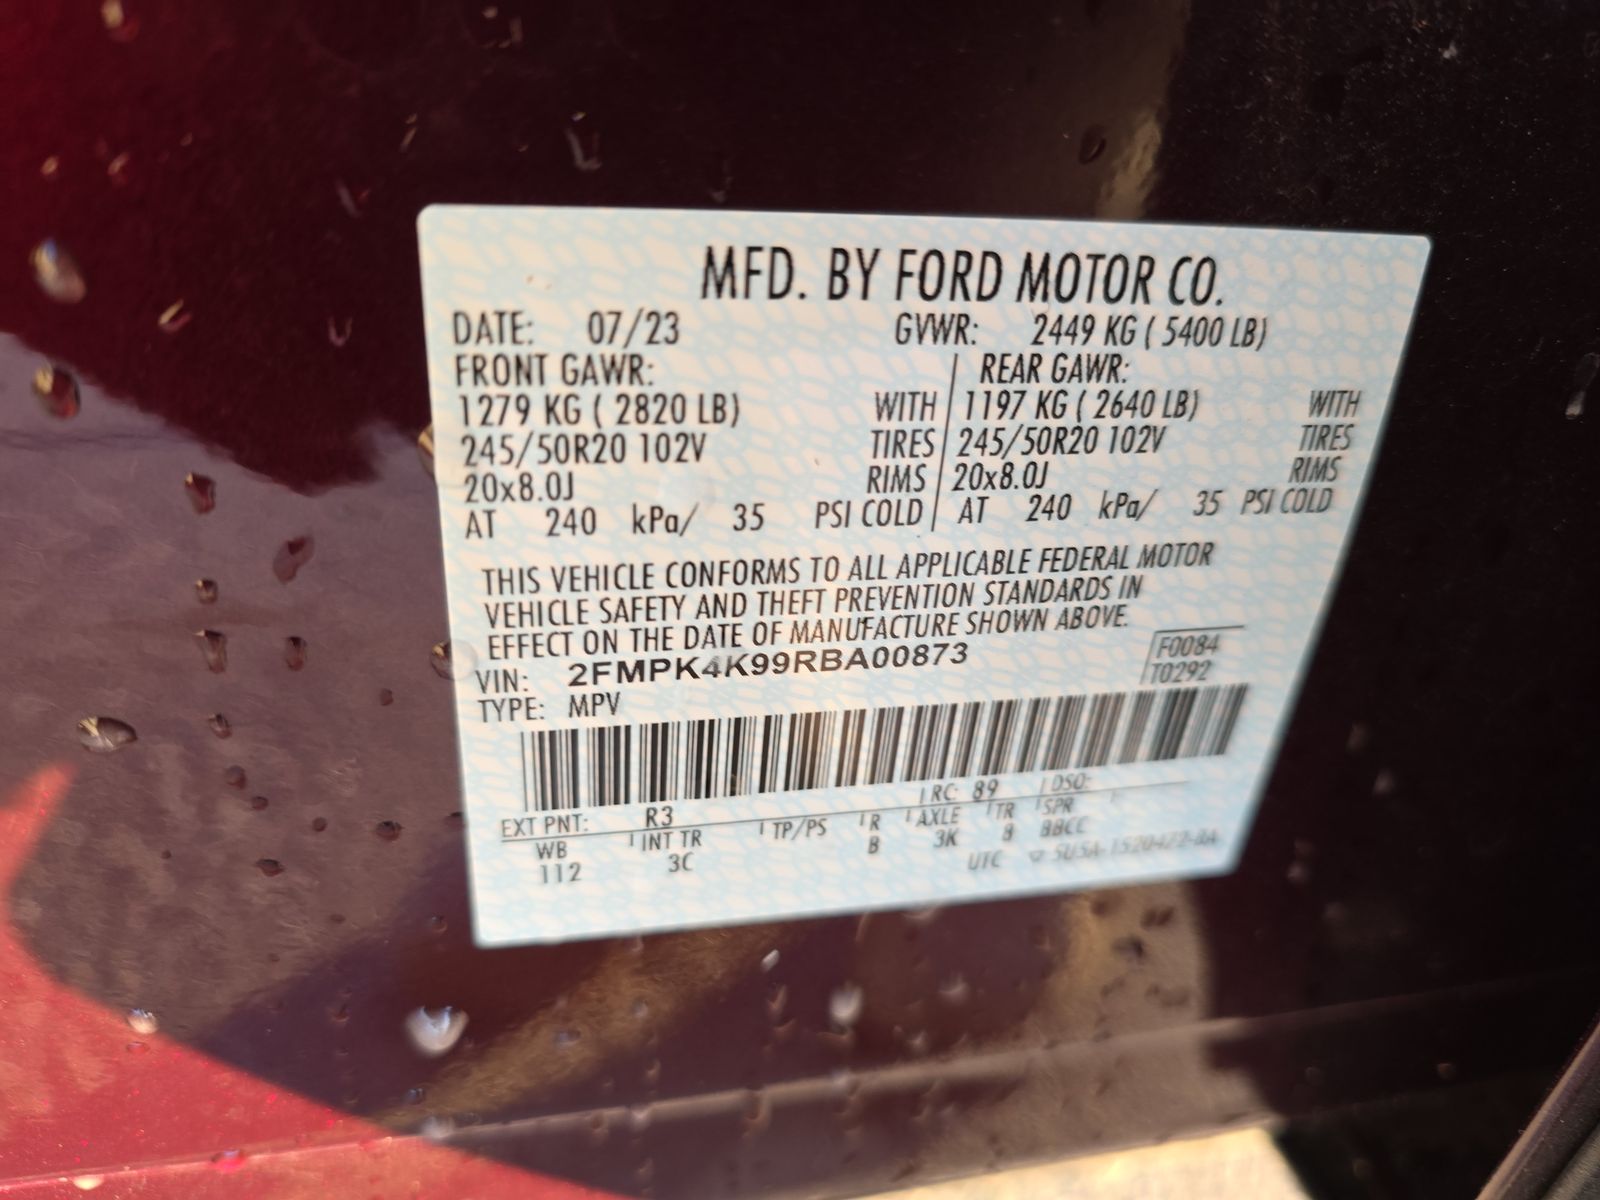 MFD. BY FORD MOTOR CO.
DATE: 07/23 GVWR: 2449 KG ( 5400 LB)
FRONT GAWR: REAR GAWR:
1279 KG ( 2820 LB) WITH 1197 KG ( 2640 LB) WITH
245/50R20 102V TIRES 245/50R20 102V TIRES
20x8.0J RIMS 20x8.0J RIMS
AT 240 kPa/ 35 PSI COLD AT 240 kPa/ 35 PSI COLD
THIS VEHICLE CONFORMS TO ALL APPLICABLE FEDERAL MOTOR
VEHICLE SAFETY AND THEFT PREVENTION STANDARDS IN
EFFECT ON THE DATE OF MANUFACTURE SHOWN ABOVE.
VIN: 2FMPK4K99RBA00873 F0084
TYPE: MPV T0292
EXT PNT: R3 RC: 89 DSO:
WB INT TR TP/PS R AXLE TR SPR
112 3C B 3K 8 BBCC
UTC